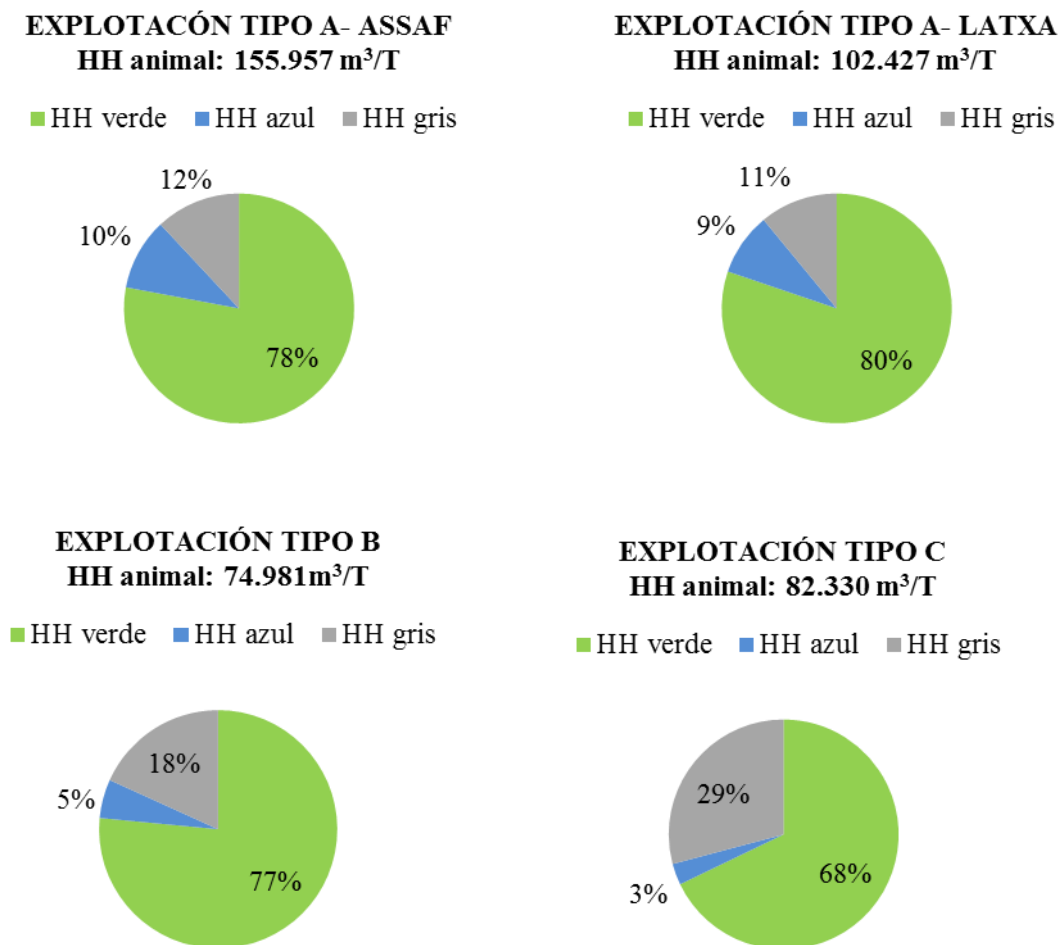 EXPLOTACÓN TIPO A- ASSAF
HH animal: 155.957 m³/T
HH verde HH azul HH gris
12%
10%
78%
EXPLOTACIÓN TIPO A- LATXA
HH animal: 102.427 m³/T
HH verde HH azul HH gris
11%
9%
80%
EXPLOTACIÓN TIPO B
HH animal: 74.981m³/T
HH verde HH azul HH gris
18%
5%
77%
EXPLOTACIÓN TIPO C
HH animal: 82.330 m³/T
HH verde HH azul HH gris
29%
3%
68%